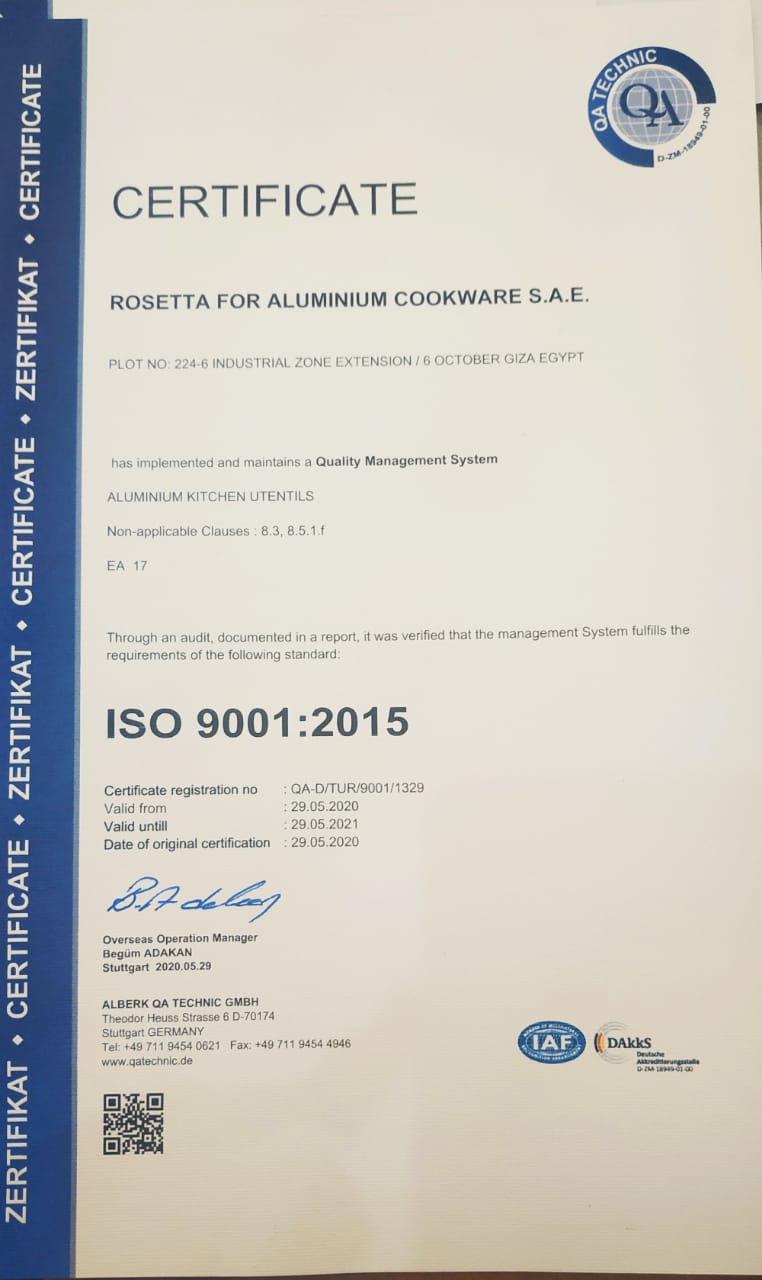 QA TECHNIC
QA
D-ZM-18949-01-00
CERTIFICATE
ROSETTA FOR ALUMINIUM COOKWARE S.A.E.
PLOT NO: 224-6 INDUSTRIAL ZONE EXTENSION / 6 OCTOBER GIZA EGYPT
has implemented and maintains a Quality Management System
ALUMINIUM KITCHEN UTENTILS
Non-applicable Clauses : 8.3, 8.5.1.f
EA 17
Through an audit, documented in a report, it was verified that the management System fulfills the
requirements of the following standard:
ISO 9001:2015
Certificate registration no : QA-D/TUR/9001/1329
Valid from : 29.05.2020
Valid untill : 29.05.2021
Date of original certification : 29.05.2020
Overseas Operation Manager
Begüm ADAKAN
Stuttgart 2020.05.29
ALBERK QA TECHNIC GMBH
Theodor Heuss Strasse 6 D-70174
Stuttgart GERMANY
Tel: +49 711 9454 0621 Fax: +49 711 9454 4946
www.qatechnic.de
IAF
DAkkS
Deutsche
Akkreditierungsstelle
D-ZM-18949-01-00
ZERTIFIKAT ◆ CERTIFICATE ◆ ZERTIFIKAT ◆ CERTIFICATE ◆ ZERTIFIKAT ◆ CERTIFICATE